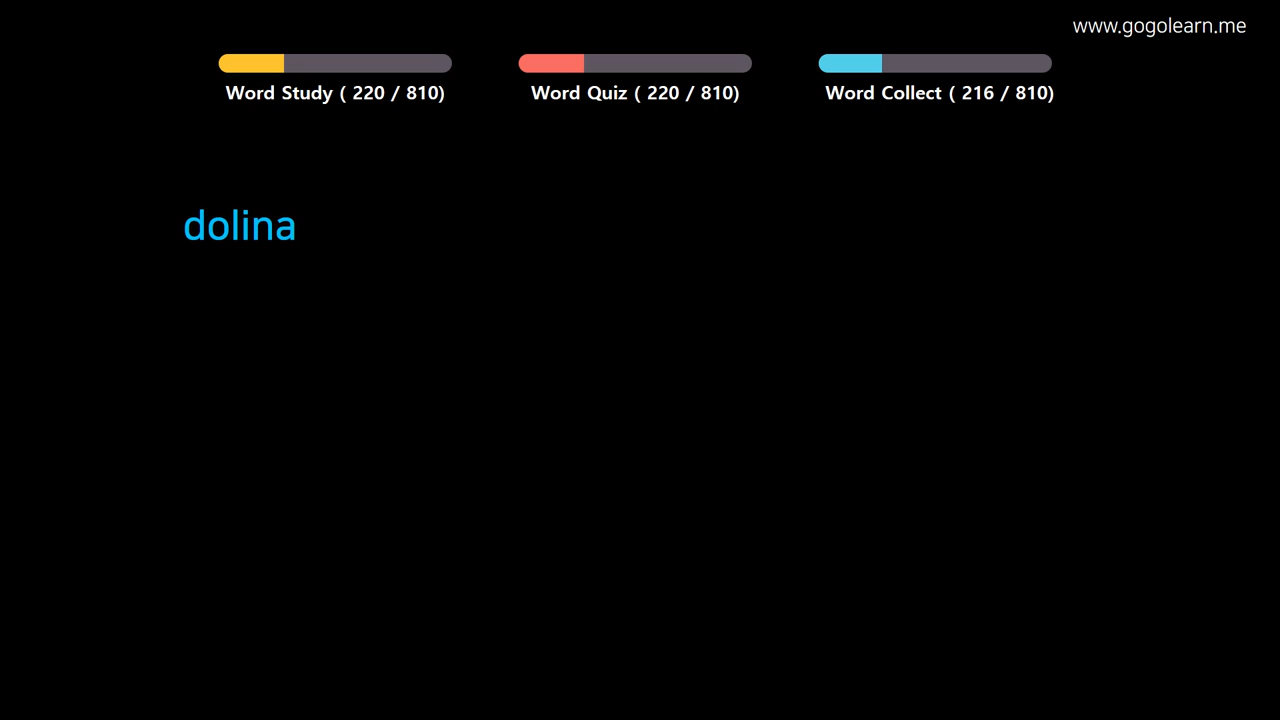 www.gogolearn.me
Word Study ( 220 / 810)
Word Quiz ( 220 / 810)
Word Collect ( 216 / 810)
dolina